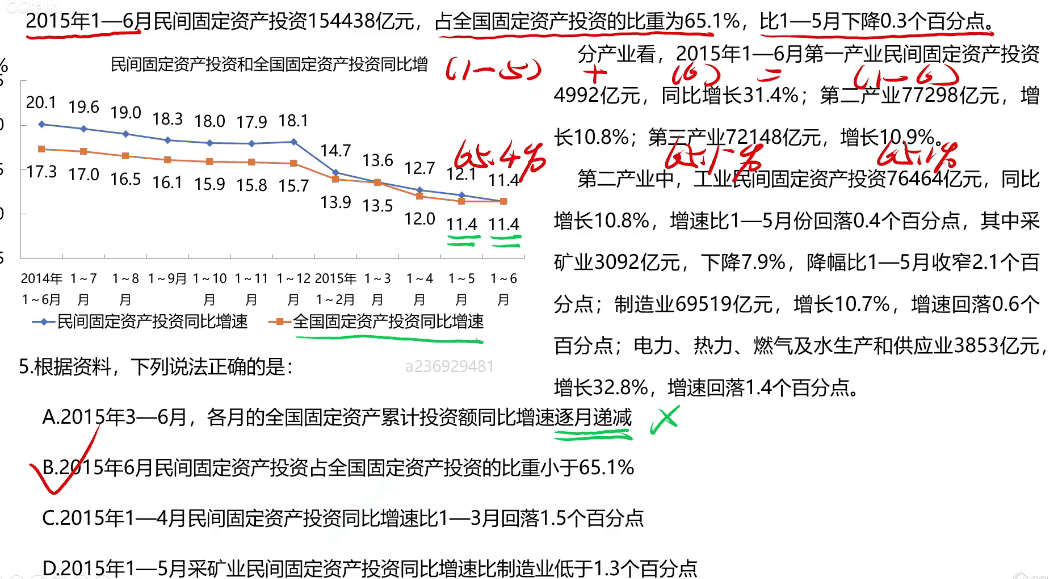 2015年1—6月民间固定资产投资154438亿元，占全国固定资产投资的比重为65.1%，比1—5月下降0.3个百分点。
(1-5) + (6) = (1-6)
65.4% 65.1-% 65.1%
民间固定资产投资和全国固定资产投资同比增
%
20.1 19.6 19.0 18.3 18.0 17.9 18.1 14.7 13.6 12.7 12.1 11.4
17.3 17.0 16.5 16.1 15.9 15.8 15.7 13.9 13.5 12.0 11.4 11.4
2014年 1～7 1～8 1～9月 1～10 1～11 1～12 2015年 1～3 1～4 1～5 1～6
1～6月 月 月 月 月 月 1～2月 月 月 月 月
民间固定资产投资同比增速 全国固定资产投资同比增速
分产业看，2015年1—6月第一产业民间固定资产投资
4992亿元，同比增长31.4%；第二产业77298亿元，增
长10.8%；第三产业72148亿元，增长10.9%。
第二产业中，工业民间固定资产投资76464亿元，同比
增长10.8%，增速比1—5月份回落0.4个百分点，其中采
矿业3092亿元，下降7.9%，降幅比1—5月收窄2.1个百
分点；制造业69519亿元，增长10.7%，增速回落0.6个
百分点；电力、热力、燃气及水生产和供应业3853亿元，
增长32.8%，增速回落1.4个百分点。
5.根据资料，下列说法正确的是：
a236929481
A.2015年3—6月，各月的全国固定资产累计投资额同比增速逐月递减
B.2015年6月民间固定资产投资占全国固定资产投资的比重小于65.1%
C.2015年1—4月民间固定资产投资同比增速比1—3月回落1.5个百分点
D.2015年1—5月采矿业民间固定资产投资同比增速比制造业低于1.3个百分点